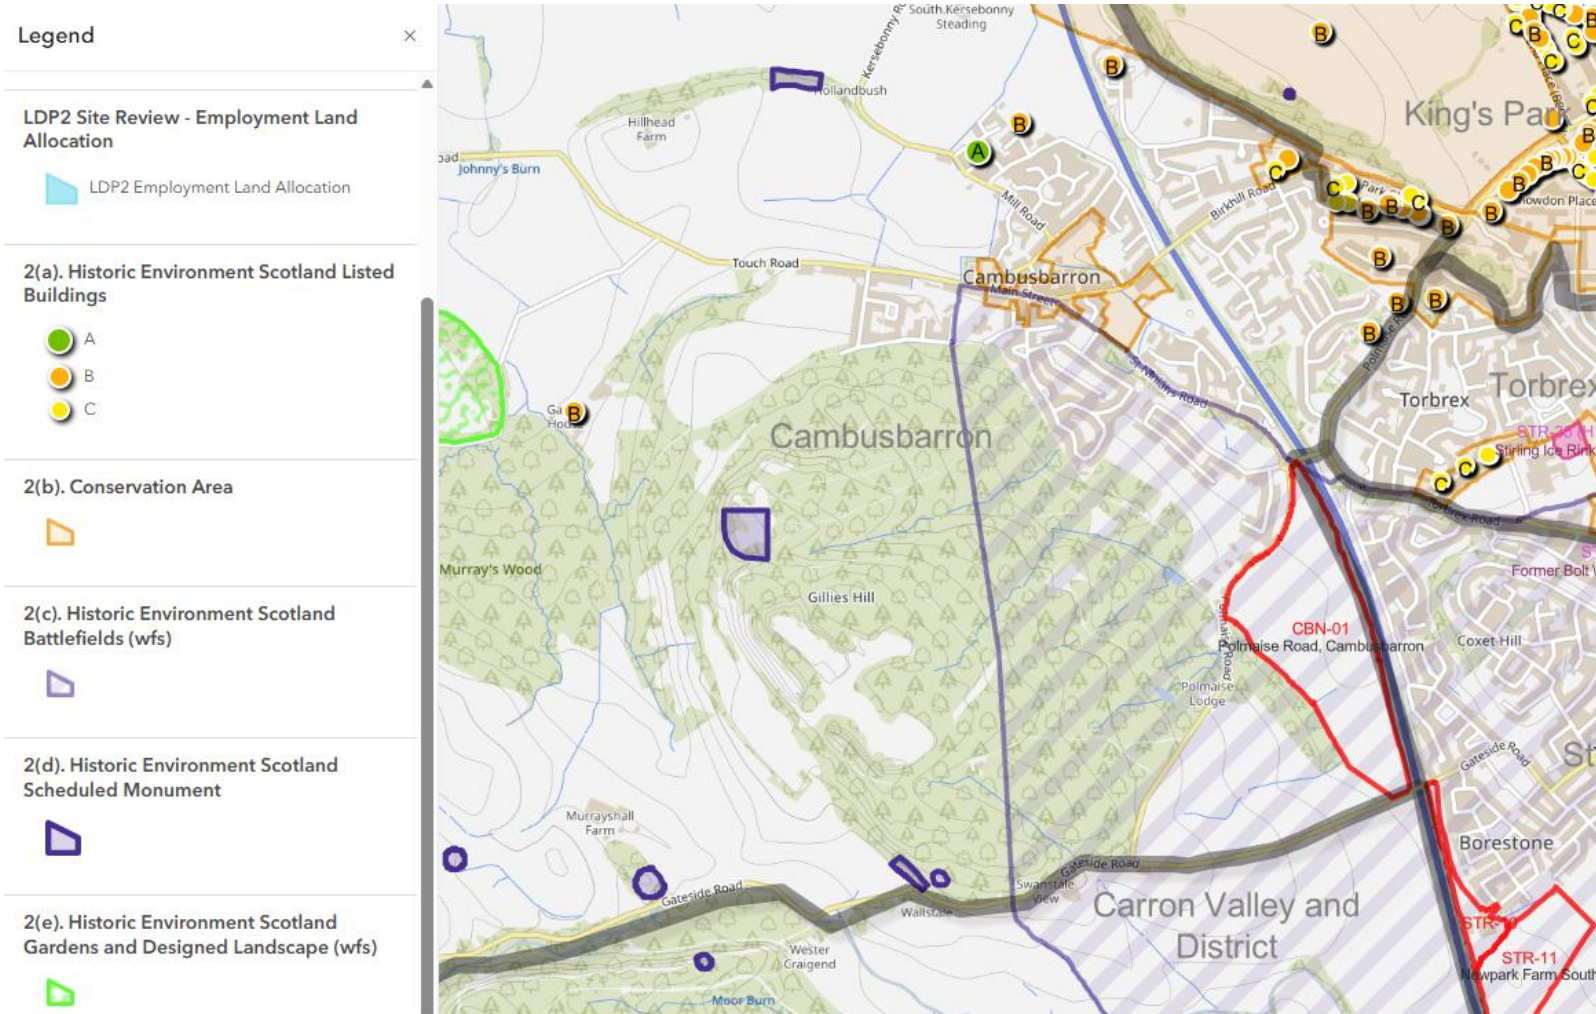 Legend
×
LDP2 Site Review - Employment Land
Allocation
LDP2 Employment Land Allocation
2(a). Historic Environment Scotland Listed
Buildings
A
B
C
2(b). Conservation Area
2(c). Historic Environment Scotland
Battlefields (wfs)
2(d). Historic Environment Scotland
Scheduled Monument
2(e). Historic Environment Scotland
Gardens and Designed Landscape (wfs)
South Kersebonny
Steading
Kersebonny
Hollandbush
Hillhead
Farm
Johnny's Burn
Touch Road
Mill Road
Birkhill Road
King's Park
Park
Cambusbarron
Main Street
St Ninians Road
Torbrex
Torbrex
Cambusbarron
Stirling Ice Rink
Torbrex Road
Former Bolt
Murray's Wood
Gillies Hill
Polmaise Road
CBN-01
Polmaise Road, Cambusbarron
Coxet Hill
Polmaise
Lodge
Gateside Road
Murrayshall
Farm
Borestone
Gateside Road
Gateside Road
Swanstale
View
Wallstale
Carron Valley and
District
Wester
Craigend
Moor Burn
STR-10
STR-11
Newpark Farm South
A
B
B
B
B
B
B
B
B
B
B
B
C
C
C
C
C